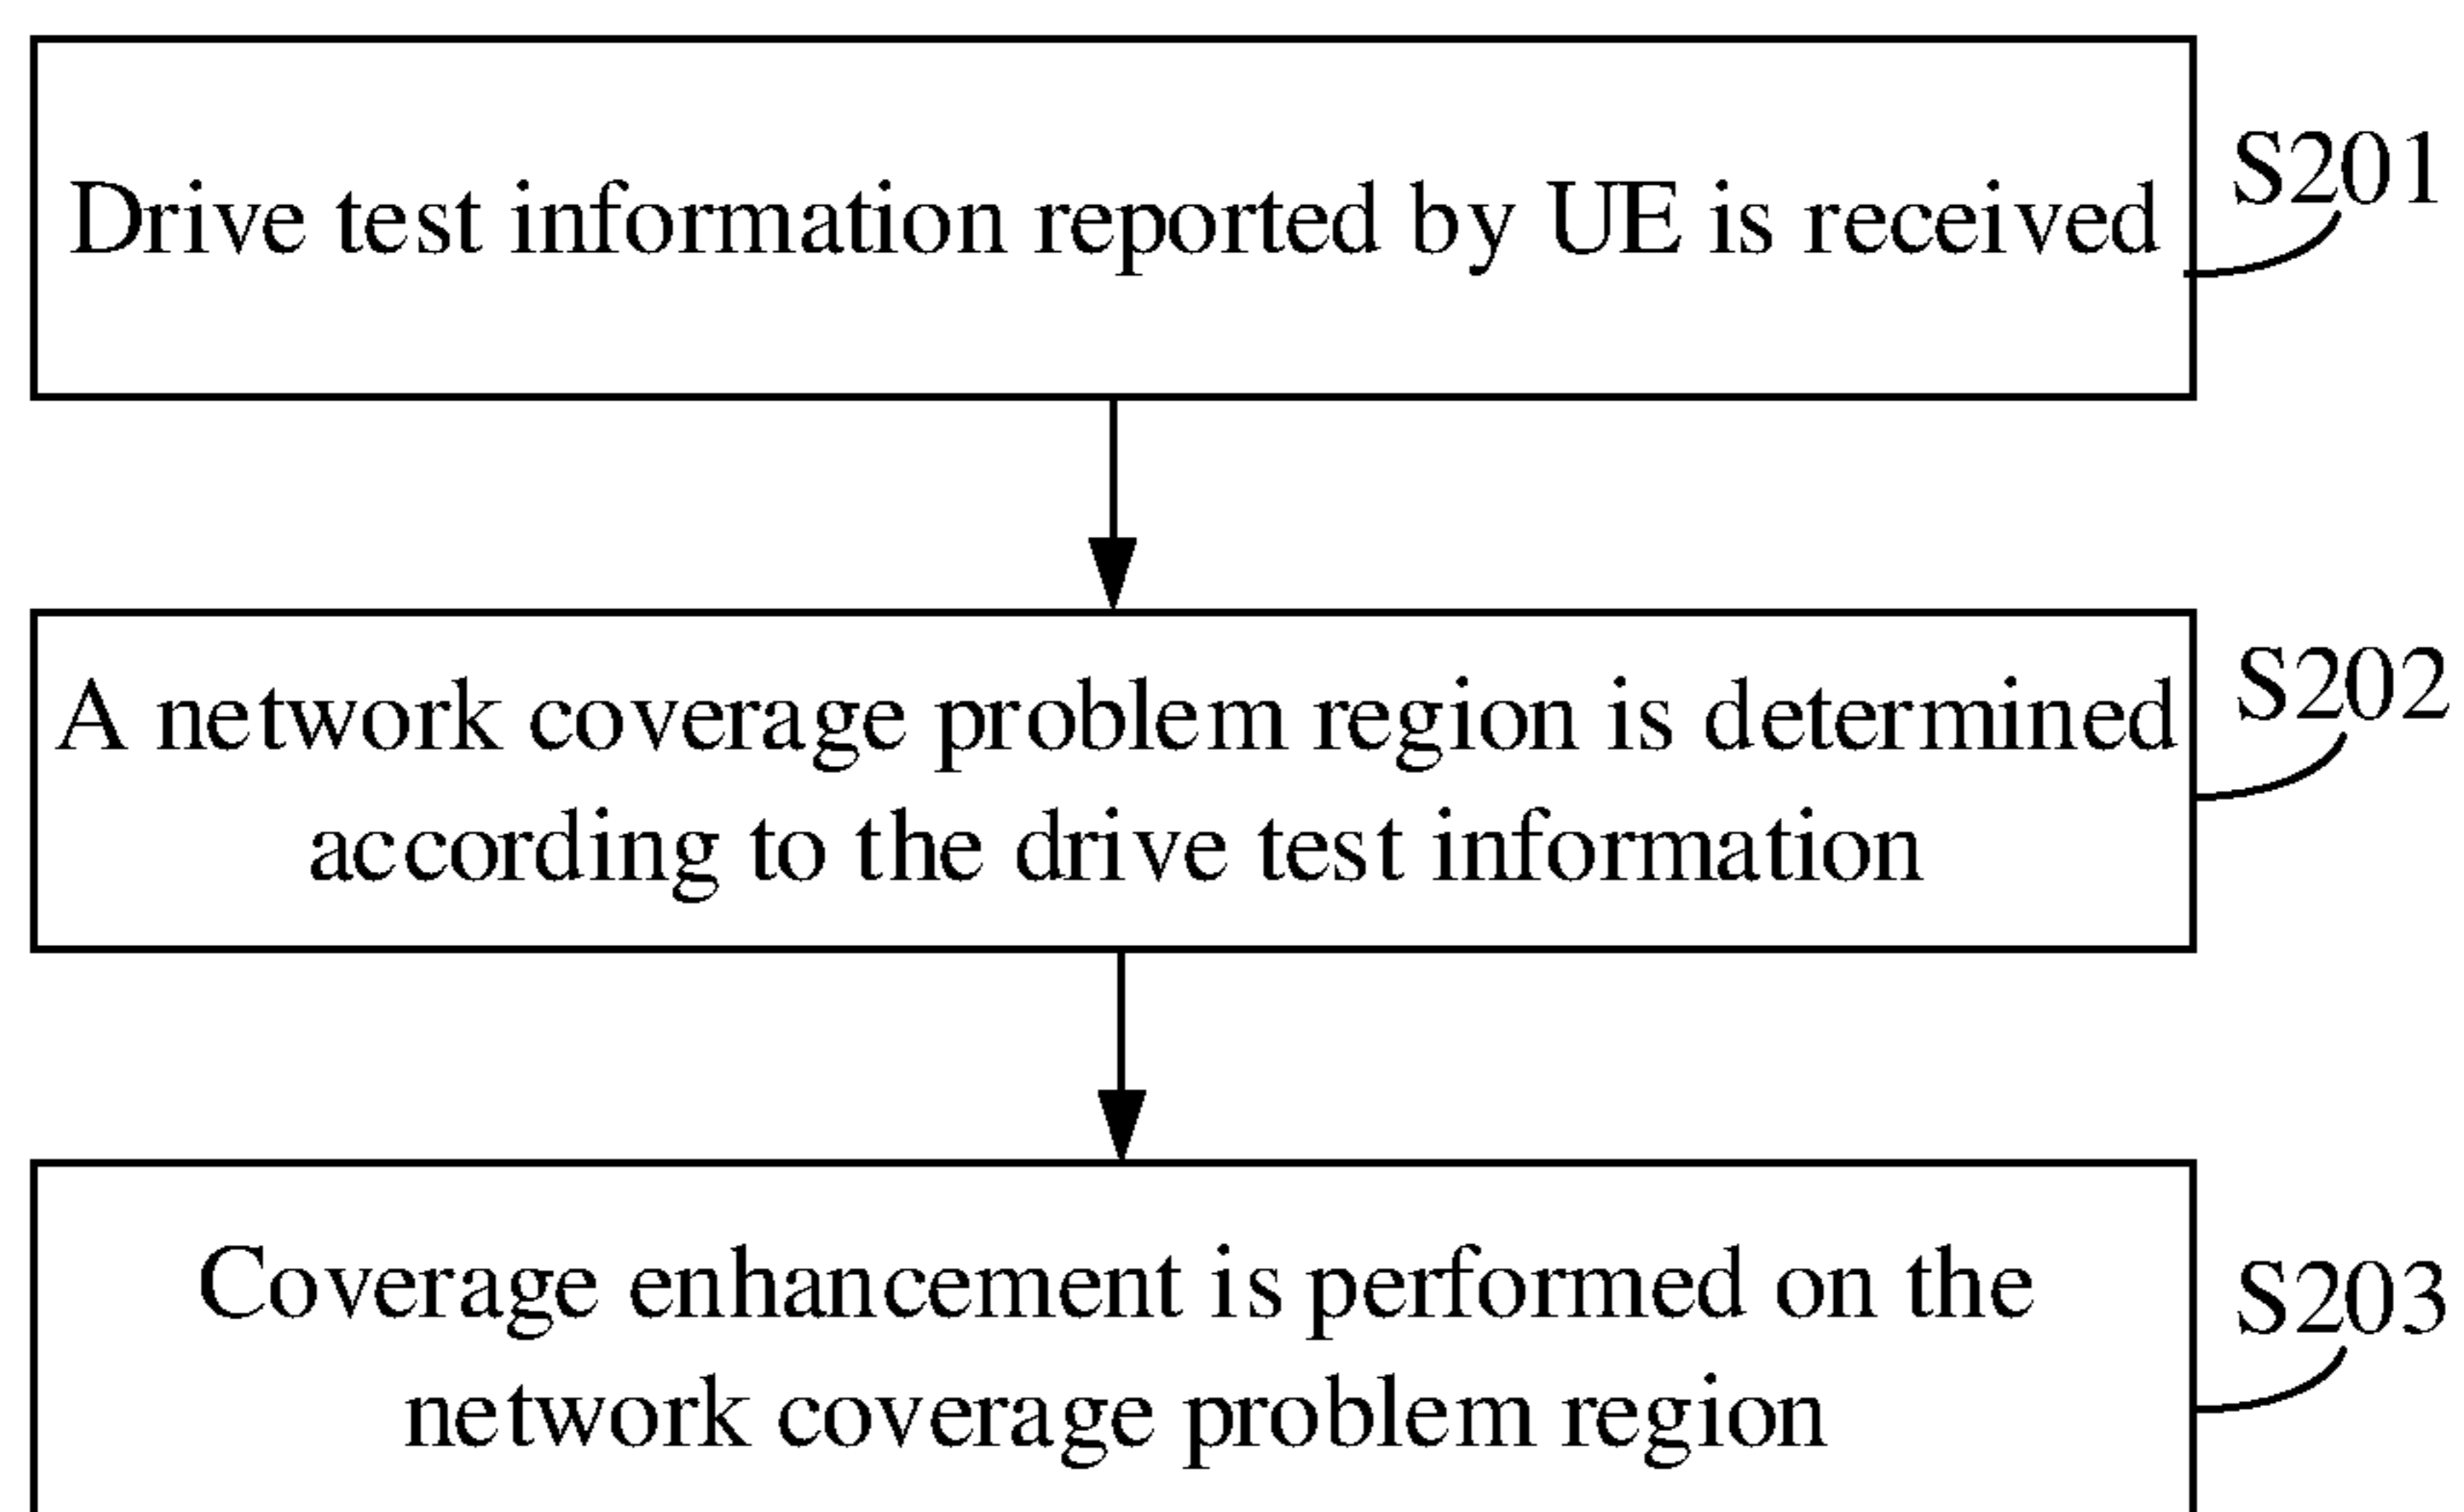 Drive test information reported by UE is received
S201
A network coverage problem region is determined
according to the drive test information
S202
Coverage enhancement is performed on the
network coverage problem region
S203